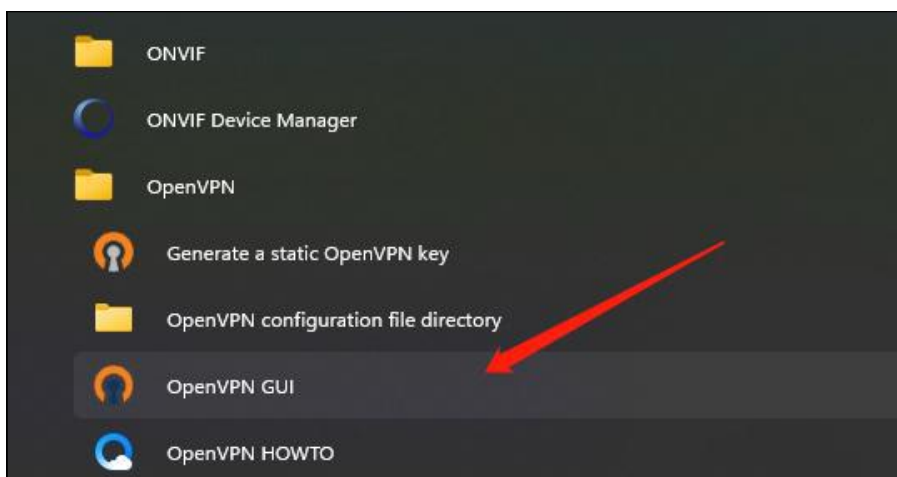 ONVIF
ONVIF Device Manager
OpenVPN
Generate a static OpenVPN key
OpenVPN configuration file directory
OpenVPN GUI
OpenVPN HOWTO